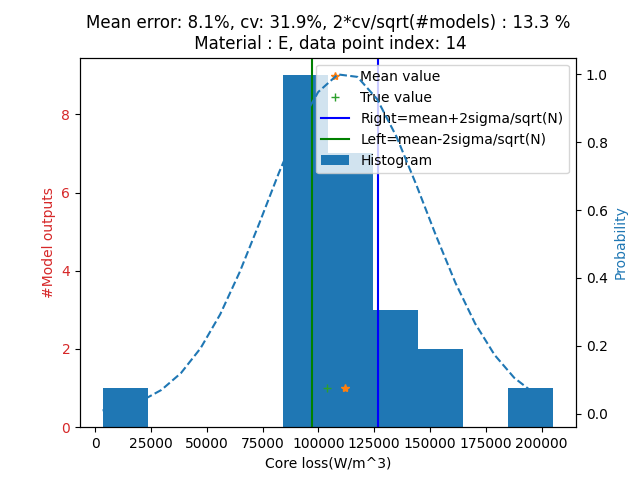 Mean error: 8.1%, cv: 31.9%, 2*cv/sqrt(#models) : 13.3 %
Material : E, data point index: 14
Mean value
True value
Right=mean+2sigma/sqrt(N)
Left=mean-2sigma/sqrt(N)
Histogram
#Model outputs
8
6
4
2
0
1.0
0.8
0.6
0.4
0.2
0.0
Probability
0 25000 50000 75000 100000 125000 150000 175000 200000
Core loss(W/m^3)